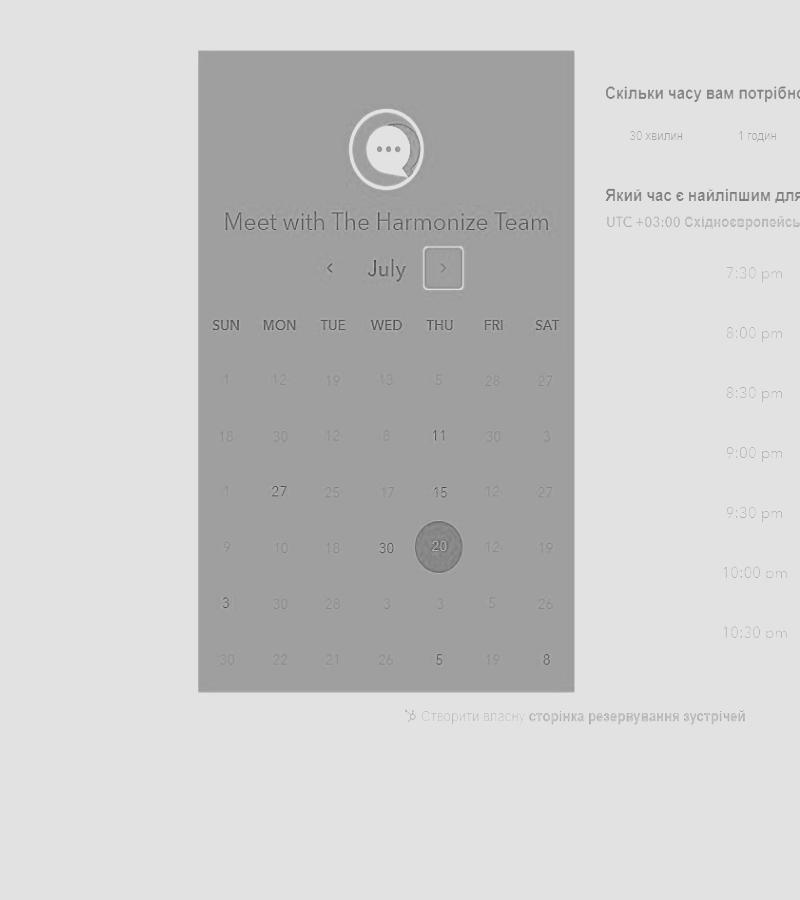 Meet with The Harmonize Team
July
SUN MON TUE WED THU FRI SAT
1 12 19 13 5 28 27
18 30 12 8 11 30 3
1 27 25 17 15 12 27
9 10 18 30 20 12 19
3 30 28 3 3 5 26
30 22 21 26 5 19 8
Скільки часу вам потрібно
30 хвилин 1 годин
Який час є найліпшим для
UTC +03:00 Східноєвропейсь
7:30 pm
8:00 pm
8:30 pm
9:00 pm
9:30 pm
10:00 pm
10:30 pm
Створити власну сторінка резервування зустрічей